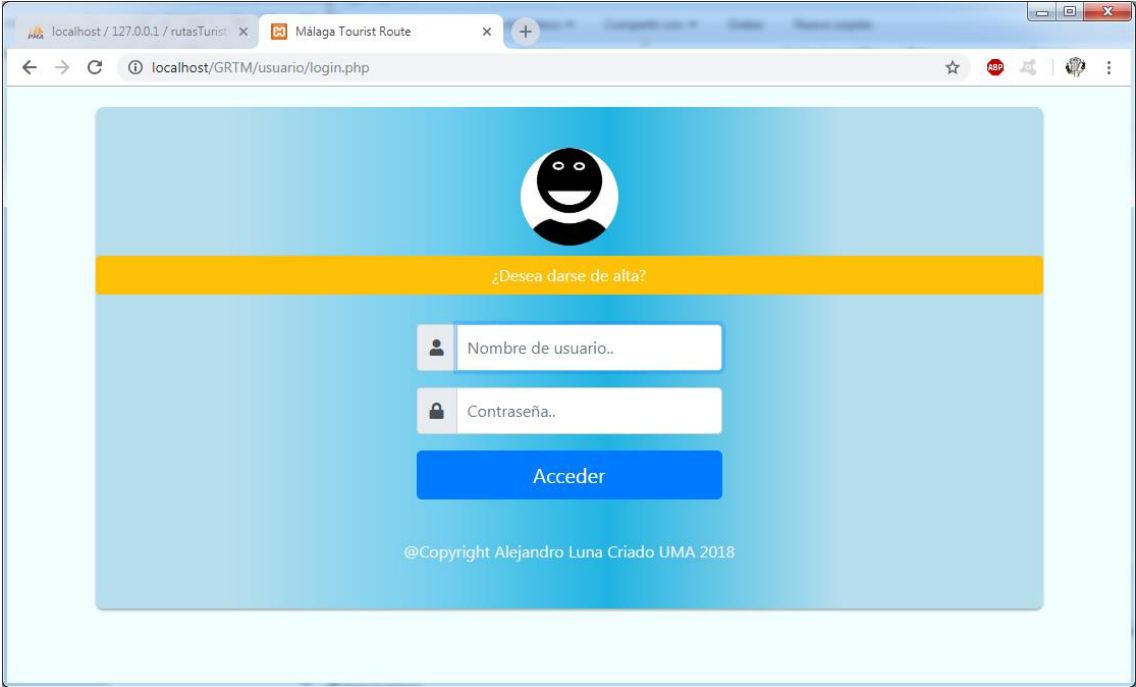 localhost / 127.0.0.1 / rutasTurist
Málaga Tourist Route
localhost/GRTM/usuario/login.php
ABP
¿Desea darse de alta?
Nombre de usuario..
Contraseña..
Acceder
@Copyright Alejandro Luna Criado UMA 2018